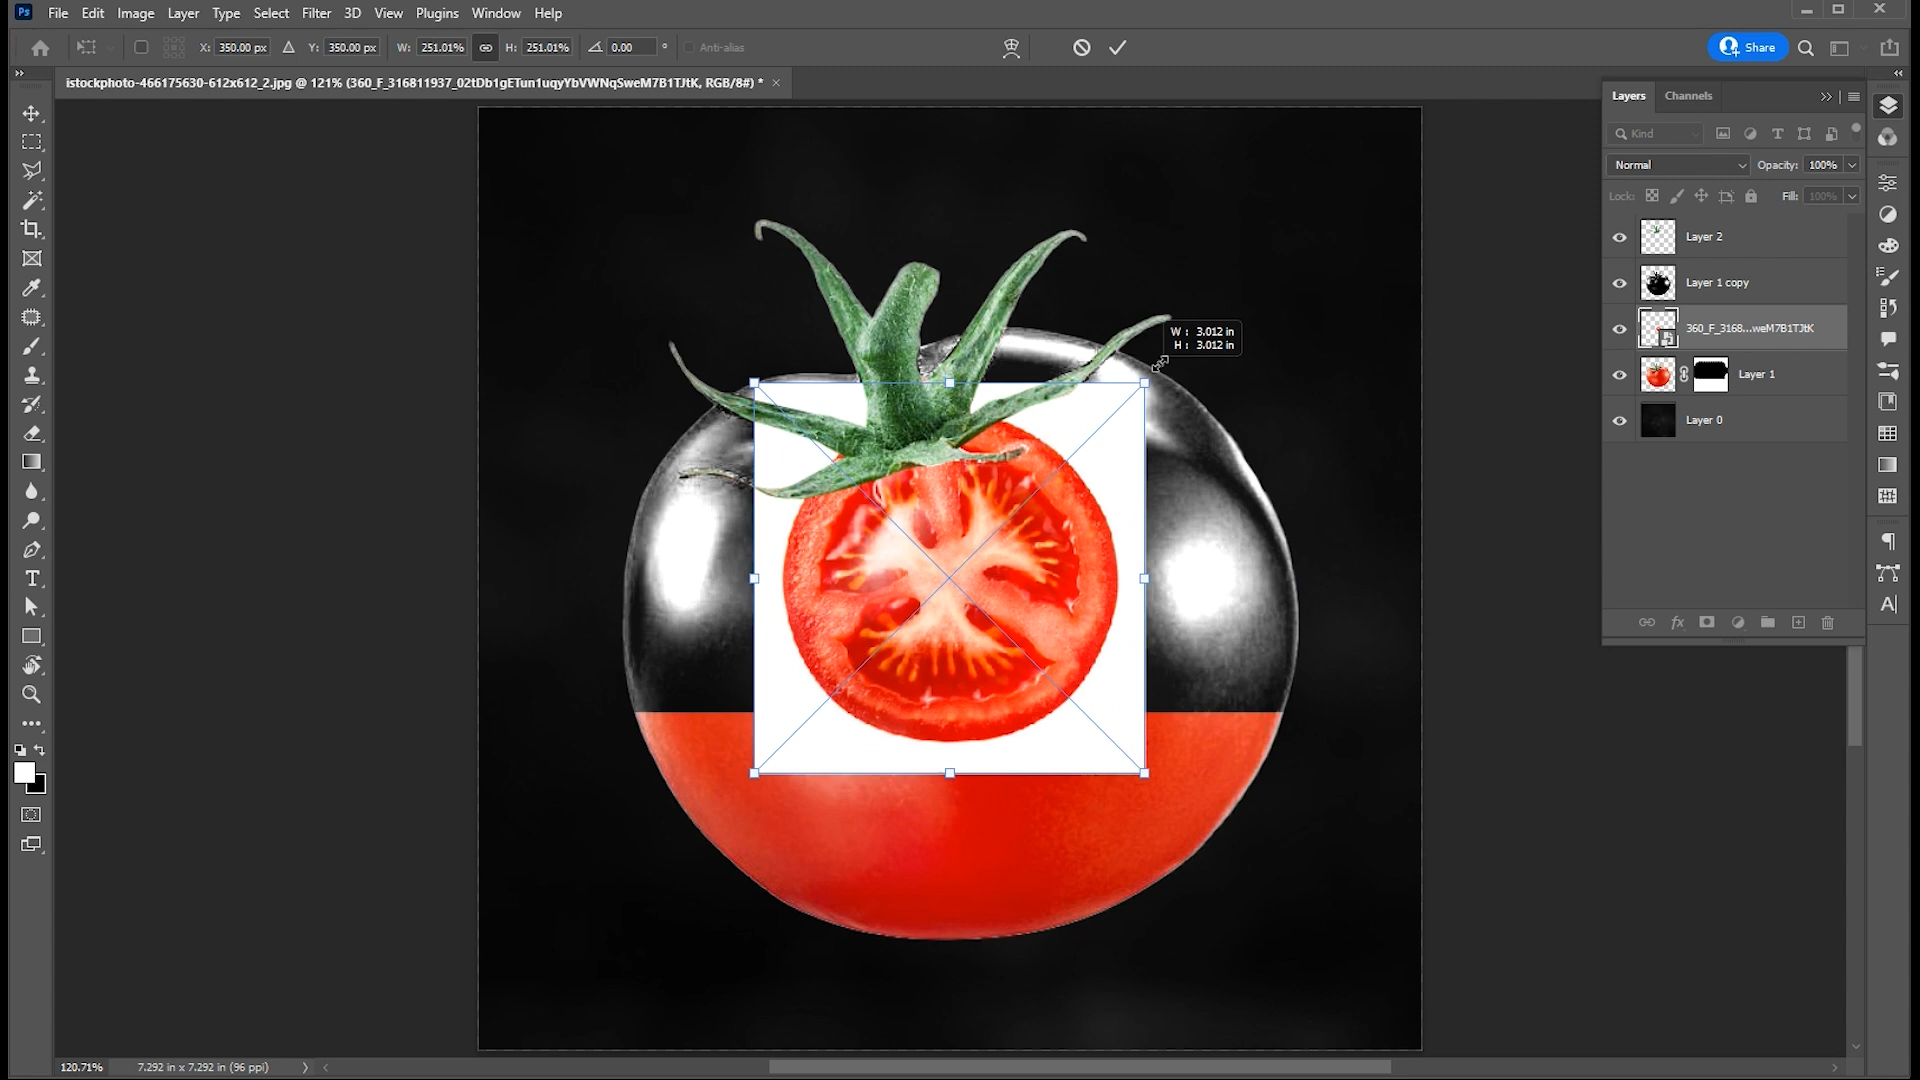 Ps File Edit Image Layer Type Select Filter 3D View Plugins Window Help
X: 350.00 px Y: 350.00 px W: 251.01% H: 251.01% 0.00 ° Anti-alias Share
istockphoto-466175630-612x612_2.jpg @ 121% (360_F_316811937_02tDb1gETun1uqyYbVWNqSweM7B1TJtK, RGB/8#) * ×
Layers Channels
Kind
Normal Opacity: 100%
Lock: Fill: 100%
Layer 2
Layer 1 copy
360_F_3168...weM7B1TJtK
Layer 1
Layer 0
W : 3.012 in
H : 3.012 in
120.71% 7.292 in x 7.292 in (96 ppi)